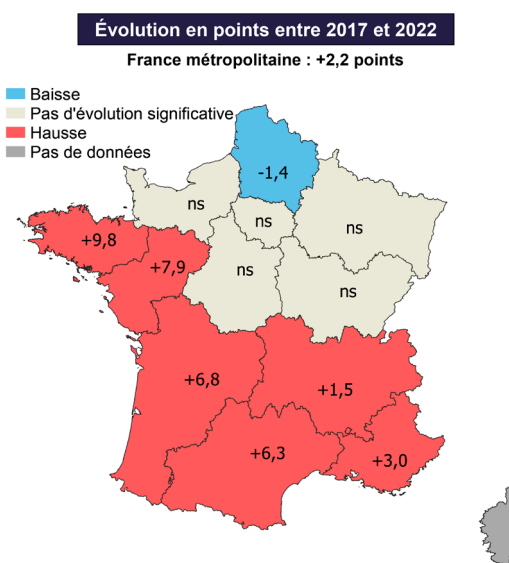 Évolution en points entre 2017 et 2022
France métropolitaine : +2,2 points
Baisse
Pas d'évolution significative
Hausse
Pas de données
-1,4
ns
ns
ns
+9,8
+7,9
ns
ns
+6,8
+1,5
+6,3
+3,0